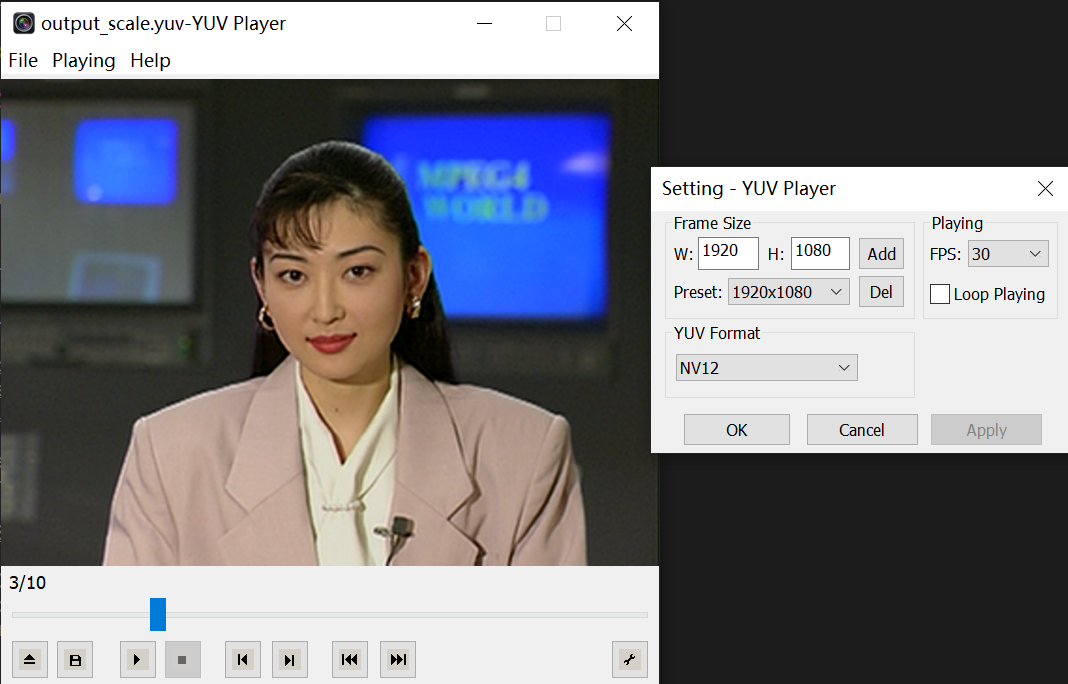 output_scale.yuv-YUV Player
File Playing Help
MPEG4
WORLD
3/10
Setting - YUV Player
Frame Size
W: 1920 H: 1080 Add
Preset: 1920x1080 Del
Playing
FPS: 30
Loop Playing
YUV Format
NV12
OK Cancel Apply